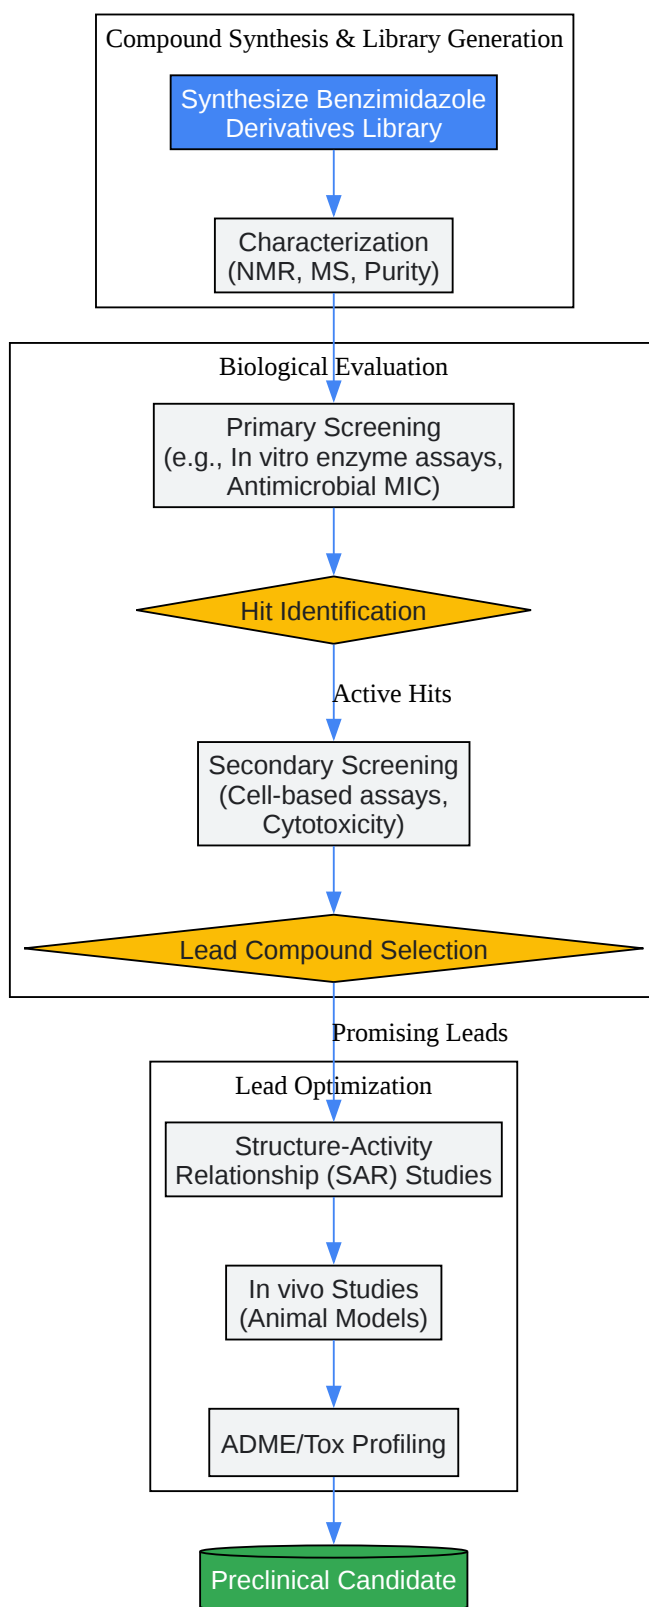 Compound Synthesis & Library Generation
Synthesize Benzimidazole
Derivatives Library
Characterization
(NMR, MS, Purity)
Biological Evaluation
Primary Screening
(e.g., In vitro enzyme assays,
Antimicrobial MIC)
Hit Identification
Active Hits
Secondary Screening
(Cell-based assays,
Cytotoxicity)
Lead Compound Selection
Promising Leads
Lead Optimization
Structure-Activity
Relationship (SAR) Studies
In vivo Studies
(Animal Models)
ADME/Tox Profiling
Preclinical Candidate